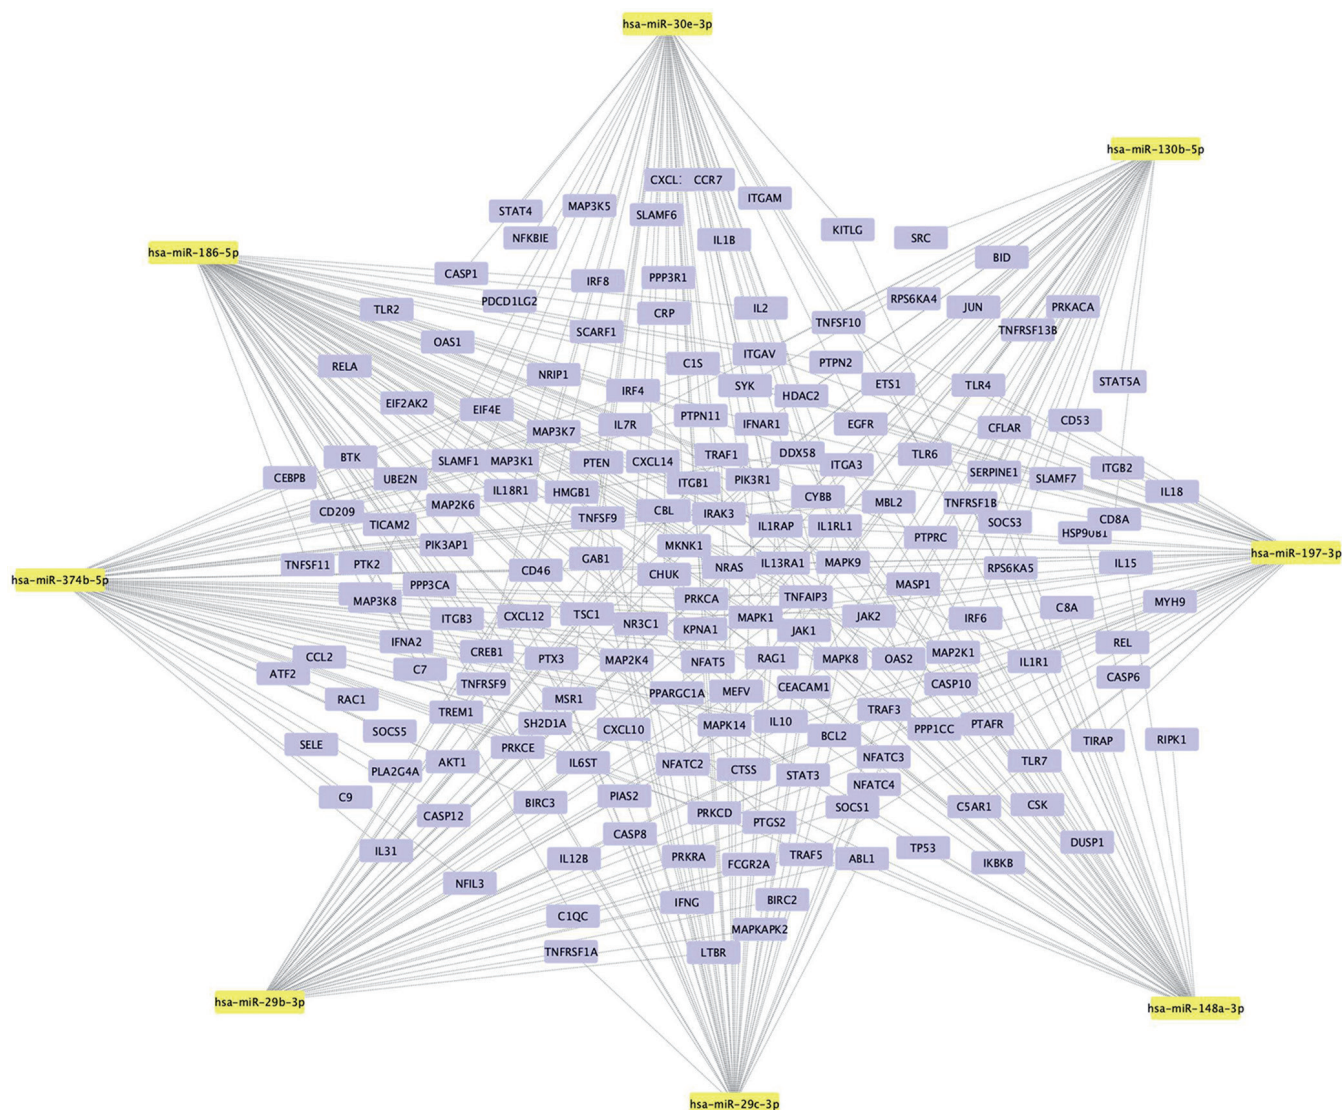 hsa-miR-30e-3p
hsa-miR-130b-5p
CCR7
ITGAM
STAT4
MAP3K5
SLAMF6
KITLG
SRC
NFKBIE
IL1B
hsa-miR-186-5p
BID
CASP1
IRF8
PPP3R1
PDCD1LG2
RPS6KA4
JUN
PRKACA
TLR2
CRP
IL2
TNFSF10
TNFRSF13B
OAS1
SCARF1
RELA
NRIP1
C1S
ITGAV
PTPN2
STAT5A
IRF4
SYK
HDAC2
ETS1
TLR4
EIF2AK2
EIF4E
MAP3K7
IL7R
PTPN11
IFNAR1
EGFR
CFLAR
CD53
BTK
SLAMF1
MAP3K1
PTEN
CXCL14
TRAF1
DDX58
ITGA3
TLR6
SERPINE1
SLAMF7
ITGB2
CEBPB
UBE2N
IL18R1
HMGB1
ITGB1
PIK3R1
CYBB
MBL2
TNFRSF1B
IL18
CD209
TICAM2
MAP2K6
TNFSF9
CBL
IRAK3
IL1RAP
IL1RL1
PTPRC
SOCS3
CD8A
HSP90B1
hsa-miR-197-3p
PIK3AP1
MKNK1
TNFSF11
PTK2
CD46
GAB1
CHUK
NRAS
IL13RA1
MAPK9
RPS6KA5
IL15
hsa-miR-374b-5p
PPP3CA
MASP1
MAP3K8
PRKCA
TNFAIP3
C8A
MYH9
ITGB3
CXCL12
TSC1
NR3C1
KPNA1
MAPK1
JAK1
JAK2
IRF6
IFNA2
REL
CCL2
C7
CREB1
PTX3
MAP2K4
NFAT5
RAG1
MAPK8
OAS2
MAP2K1
IL1R1
ATF2
TNFRSF9
CASP10
CASP6
RAC1
MSR1
PPARGC1A
MEFV
CEACAM1
TREM1
SH2D1A
CXCL10
MAPK14
IL10
TRAF3
PPP1CC
PTAFR
SOCS5
BCL2
SELE
PRKCE
TIRAP
RIPK1
PLA2G4A
AKT1
IL6ST
NFATC2
CTSS
STAT3
NFATC3
NFATC4
TLR7
C9
CASP12
BIRC3
PIAS2
PRKCD
PTGS2
SOCS1
C5AR1
CSK
CASP8
IL31
IL12B
PRKRA
FCGR2A
TRAF5
ABL1
TP53
IKBKB
DUSP1
NFIL3
IFNG
BIRC2
C1QC
MAPKAPK2
TNFRSF1A
LTBR
hsa-miR-29b-3p
hsa-miR-148a-3p
hsa-miR-29c-3p